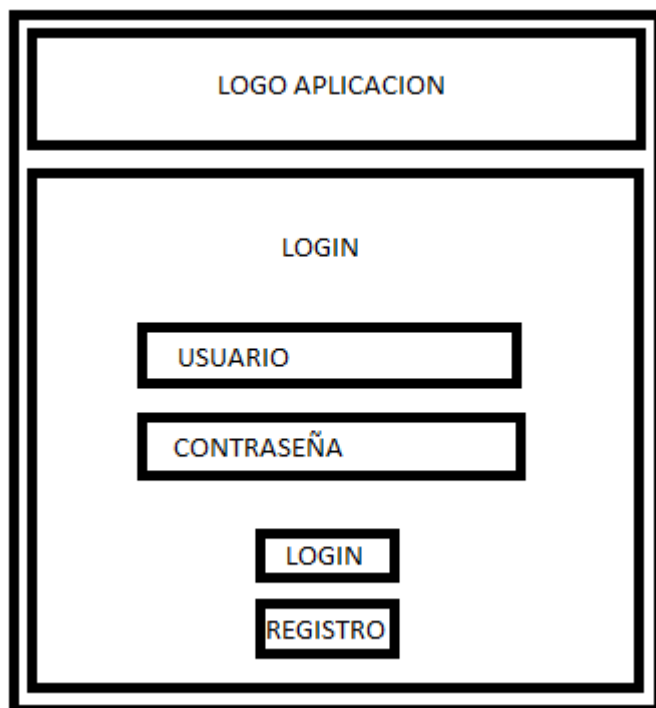 LOGO APLICACION
LOGIN
USUARIO
CONTRASEÑA
LOGIN
REGISTRO